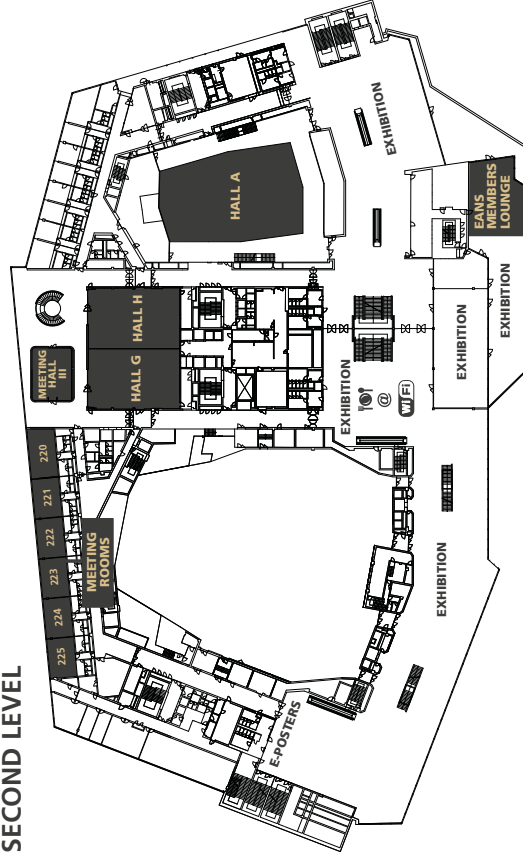 SECOND LEVEL
225
224
223
222
221
220
MEETING
ROOMS
MEETING
HALL
III
HALL G
HALL H
HALL A
E-POSTERS
EXHIBITION
EXHIBITION
@
Wi Fi
EXHIBITION
EXHIBITION
EXHIBITION
EANS
MEMBERS
LOUNGE